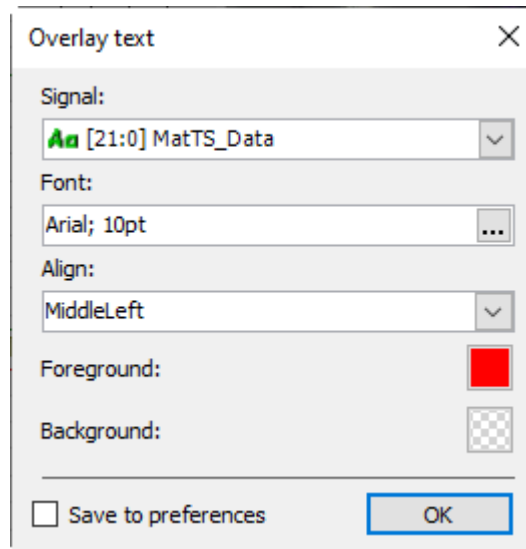 Overlay text
Signal:
Aa [21:0] MatTS_Data
Font:
Arial; 10pt
...
Align:
MiddleLeft
Foreground:
Background:
Save to preferences
OK